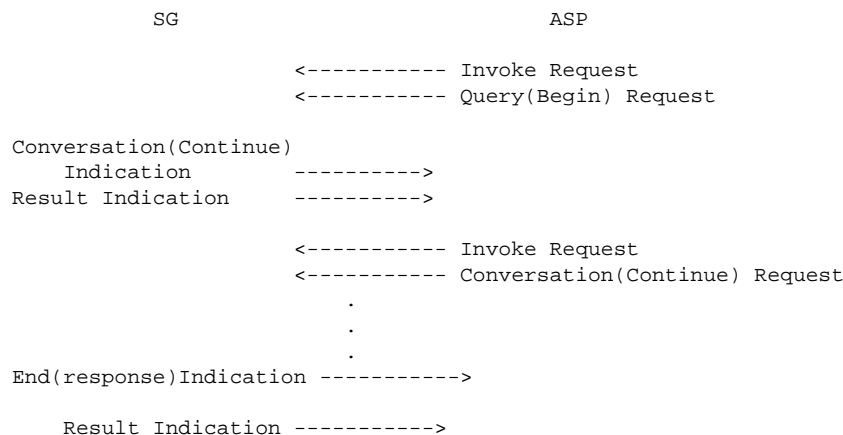 SG                                ASP
<----------- Invoke Request
<----------- Query(Begin) Request
Conversation(Continue)
Indication          ---------->
Result Indication     ---------->
<----------- Invoke Request
<----------- Conversation(Continue) Request
.
.
.
End(response)Indication ----------->
Result Indication ----------->